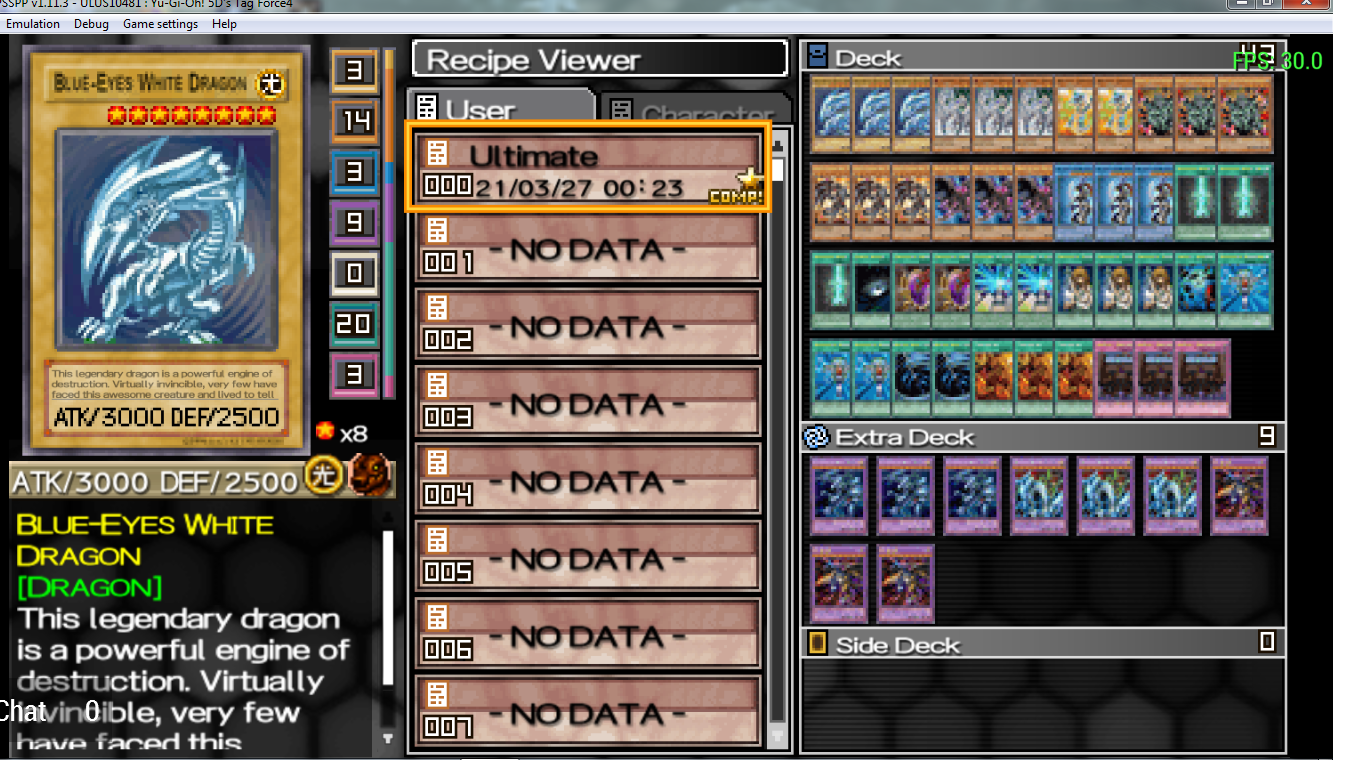 PSSPP v1.11.3 - ULUS10481 : Yu-Gi-Oh! 5D's Tag Force4
Emulation Debug Game settings Help
BLUE-EYES WHITE DRAGON 光
This legendary dragon is a powerful engine of
destruction. Virtually invincible, very few have
faced this awesome creature and lived to tell
ATK/3000 DEF/2500
x8
ATK/3000 DEF/2500 光
BLUE-EYES WHITE
DRAGON
[DRAGON]
This legendary dragon
is a powerful engine of
destruction. Virtually
invincible, very few
have faced this
Chat 0
3
14
3
9
0
20
3
Recipe Viewer
User Character
Ultimate
000 21/03/27 00:23 COMP!
001 - NO DATA -
002 - NO DATA -
003 - NO DATA -
004 - NO DATA -
005 - NO DATA -
006 - NO DATA -
007 - NO DATA -
Deck 43
FPS: 30.0
Extra Deck 9
Side Deck 0